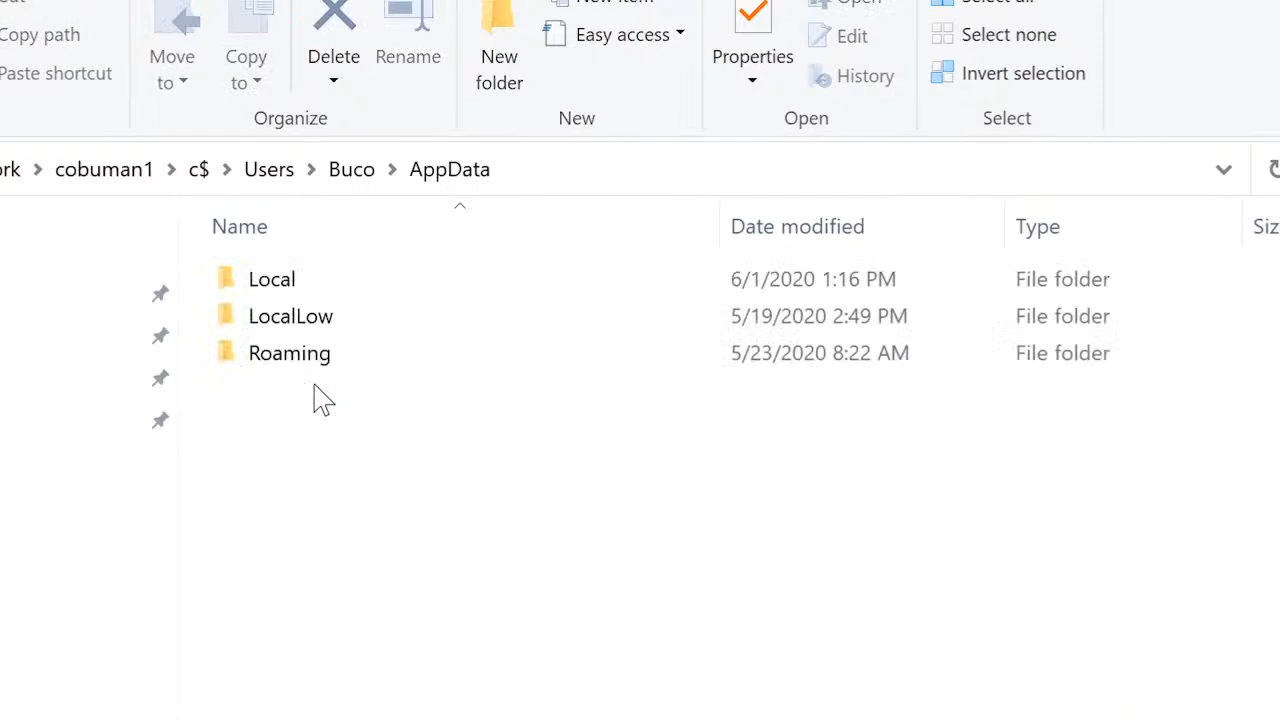 Copy path
Paste shortcut
Move
to
Copy
to
Delete
Rename
Organize
New
folder
Easy access
New
Properties
Open
Edit
History
Open
Select all
Select none
Invert selection
Select
cobuman1 > c$ > Users > Buco > AppData
Name Date modified Type
Local 6/1/2020 1:16 PM File folder
LocalLow 5/19/2020 2:49 PM File folder
Roaming 5/23/2020 8:22 AM File folder